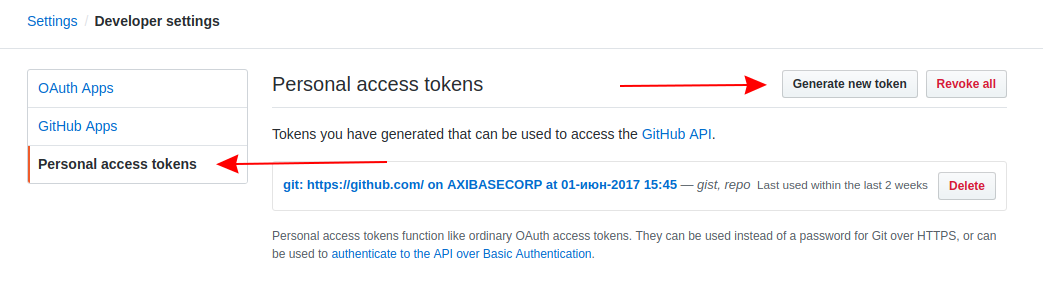 Settings / Developer settings
OAuth Apps
GitHub Apps
Personal access tokens
Personal access tokens
Generate new token
Revoke all
Tokens you have generated that can be used to access the GitHub API.
git: https://github.com/ on AXIBASECORP at 01-июн-2017 15:45 — gist, repo Last used within the last 2 weeks
Delete
Personal access tokens function like ordinary OAuth access tokens. They can be used instead of a password for Git over HTTPS, or can
be used to authenticate to the API over Basic Authentication.